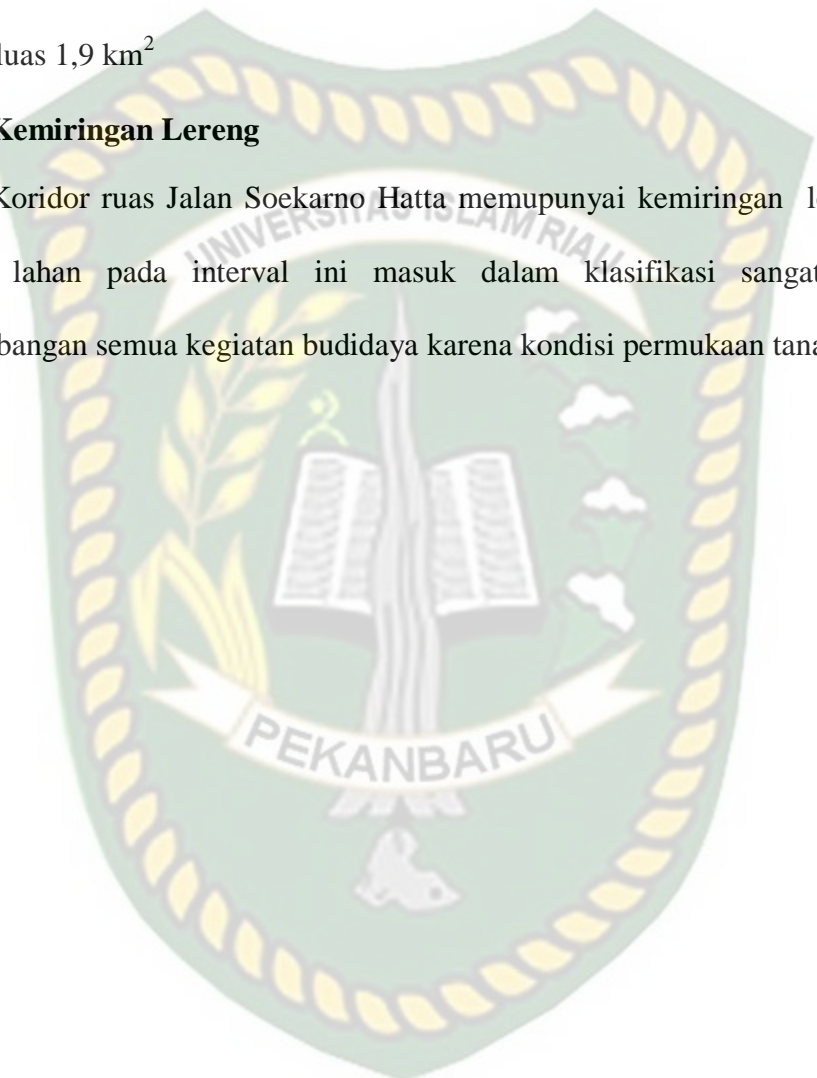 luas 1,9 km²
Kemiringan Lereng
Koridor ruas Jalan Soekarno Hatta memupunyai kemiringan
lahan pada interval ini masuk dalam klasifikasi sangat
UNIVERSITAS ISLAM RIAU
bangan semua kegiatan budidaya karena kondisi permukaan
PEKANBARU